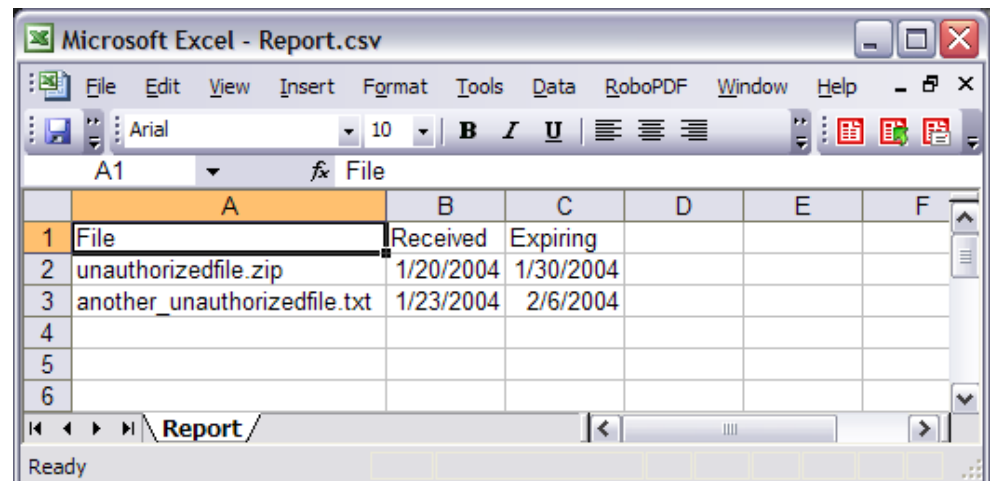 Microsoft Excel - Report.csv
File Edit View Insert Format Tools Data RoboPDF Window Help
Arial 10 B I U
A1 fx File
A B C D E F
1 File Received Expiring
2 unauthorizedfile.zip 1/20/2004 1/30/2004
3 another_unauthorizedfile.txt 1/23/2004 2/6/2004
4
5
6
Report
Ready